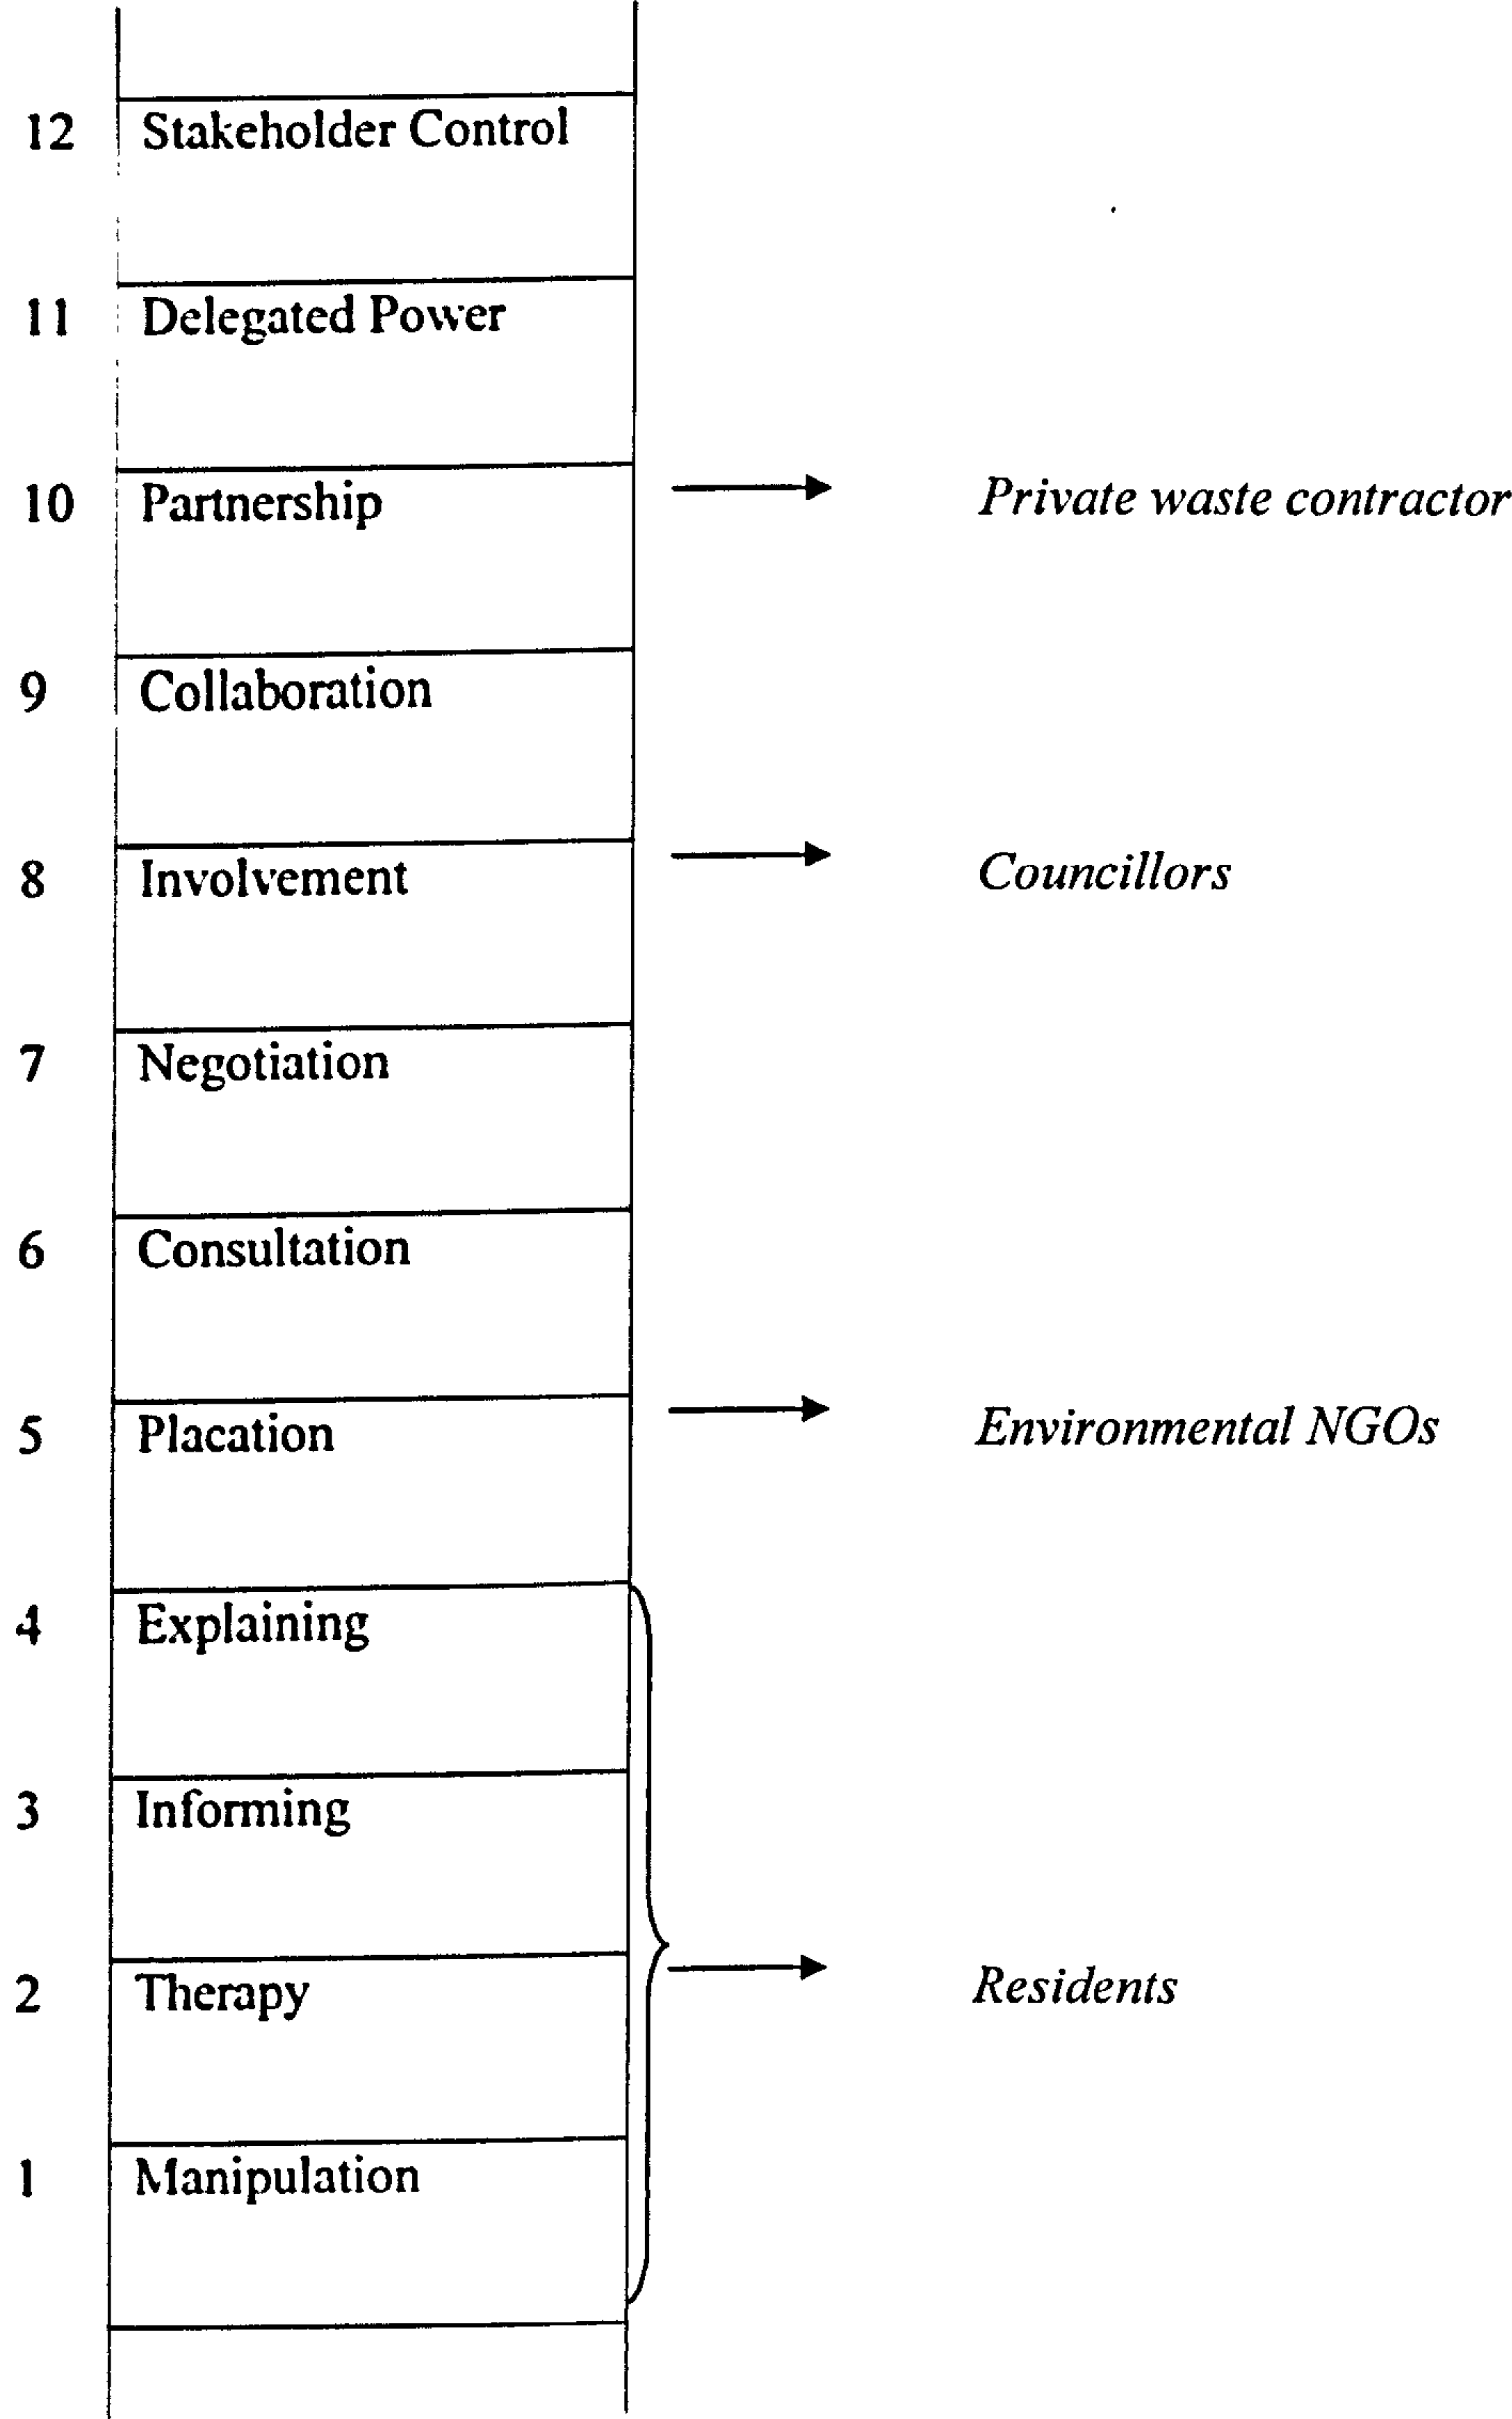 12 Stakeholder Control
11 Delegated Power
10 Partnership Private waste contractor
9 Collaboration
8 Involvement Councillors
7 Negotiation
6 Consultation
5 Placation Environmental NGOs
4 Explaining
3 Informing
2 Therapy Residents
1 Manipulation